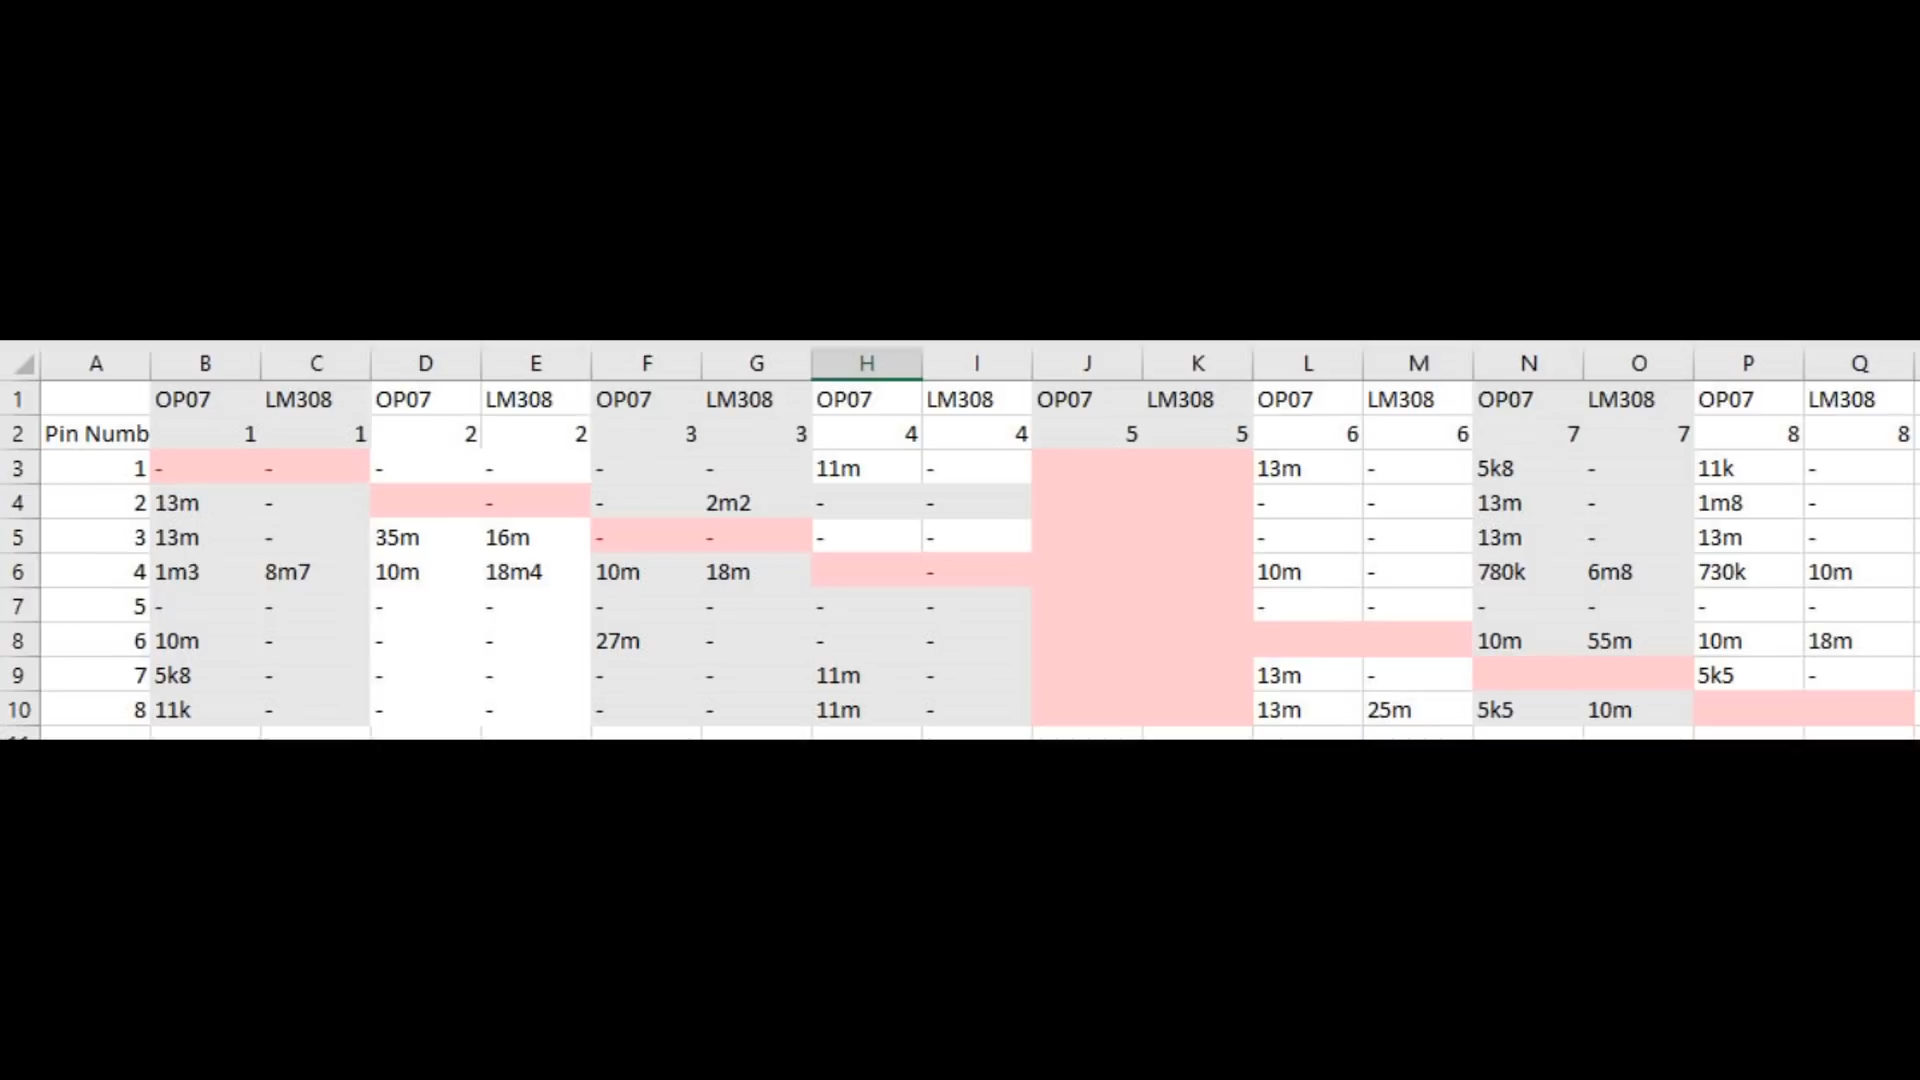 A B C D E F G H I J K L M N O P Q
1 OP07 LM308 OP07 LM308 OP07 LM308 OP07 LM308 OP07 LM308 OP07 LM308 OP07 LM308 OP07 LM308
2 Pin Numb 1 1 2 2 3 3 4 4 5 5 6 6 7 7 8 8
3 1 - - - - - - 11m - 13m - 5k8 - 11k -
4 2 13m - - - 2m2 - - - - 13m - 1m8 -
5 3 13m - 35m 16m - - - - - - 13m - 13m -
6 4 1m3 8m7 10m 18m4 10m 18m - 10m - 780k 6m8 730k 10m
7 5 - - - - - - - - - - - - - -
8 6 10m - - - 27m - - - 10m 55m 10m 18m
9 7 5k8 - - - - - 11m - 13m - 5k5 -
10 8 11k - - - - - 11m - 13m 25m 5k5 10m